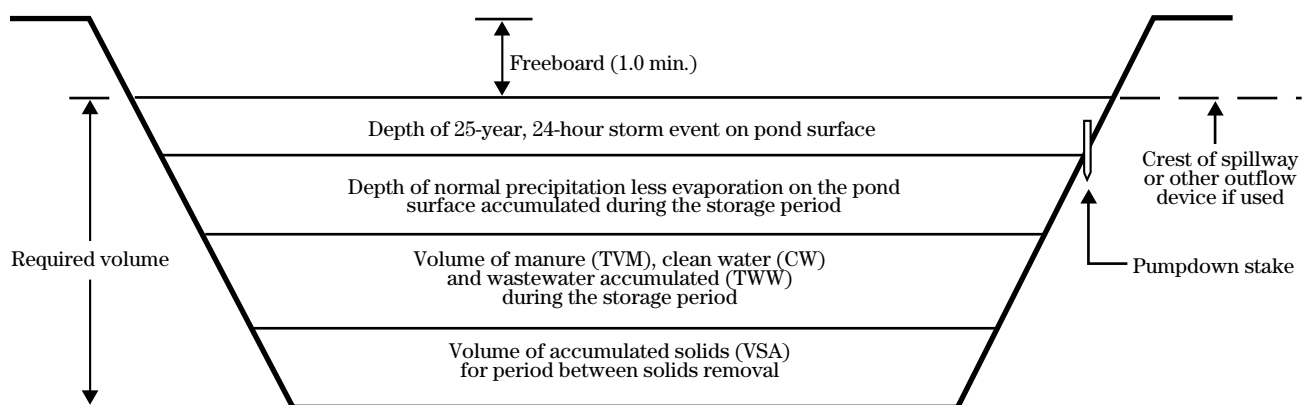 Freeboard (1.0 min.)
Depth of 25-year, 24-hour storm event on pond surface
Crest of spillway
or other outflow
device if used
Depth of normal precipitation less evaporation on the pond
surface accumulated during the storage period
Required volume
Volume of manure (TVM), clean water (CW)
and wastewater accumulated (TWW)
during the storage period
Pumpdown stake
Volume of accumulated solids (VSA)
for period between solids removal